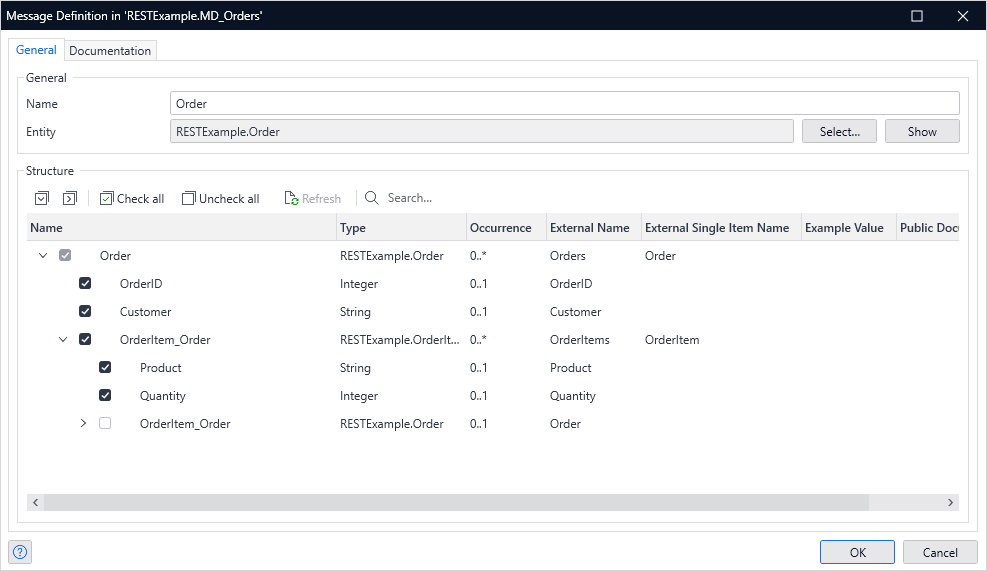 Message Definition in 'RESTExample.MD_Orders'
General Documentation
General
Name Order
Entity RESTExample.Order Select... Show
Structure
Check all Uncheck all Refresh Search...
Name Type Occurrence External Name External Single Item Name Example Value Public Docu
Order RESTExample.Order 0..* Orders Order
OrderID Integer 0..1 OrderID
Customer String 0..1 Customer
OrderItem_Order RESTExample.OrderIt... 0..* OrderItems OrderItem
Product String 0..1 Product
Quantity Integer 0..1 Quantity
OrderItem_Order RESTExample.Order 0..1 Order
OK Cancel